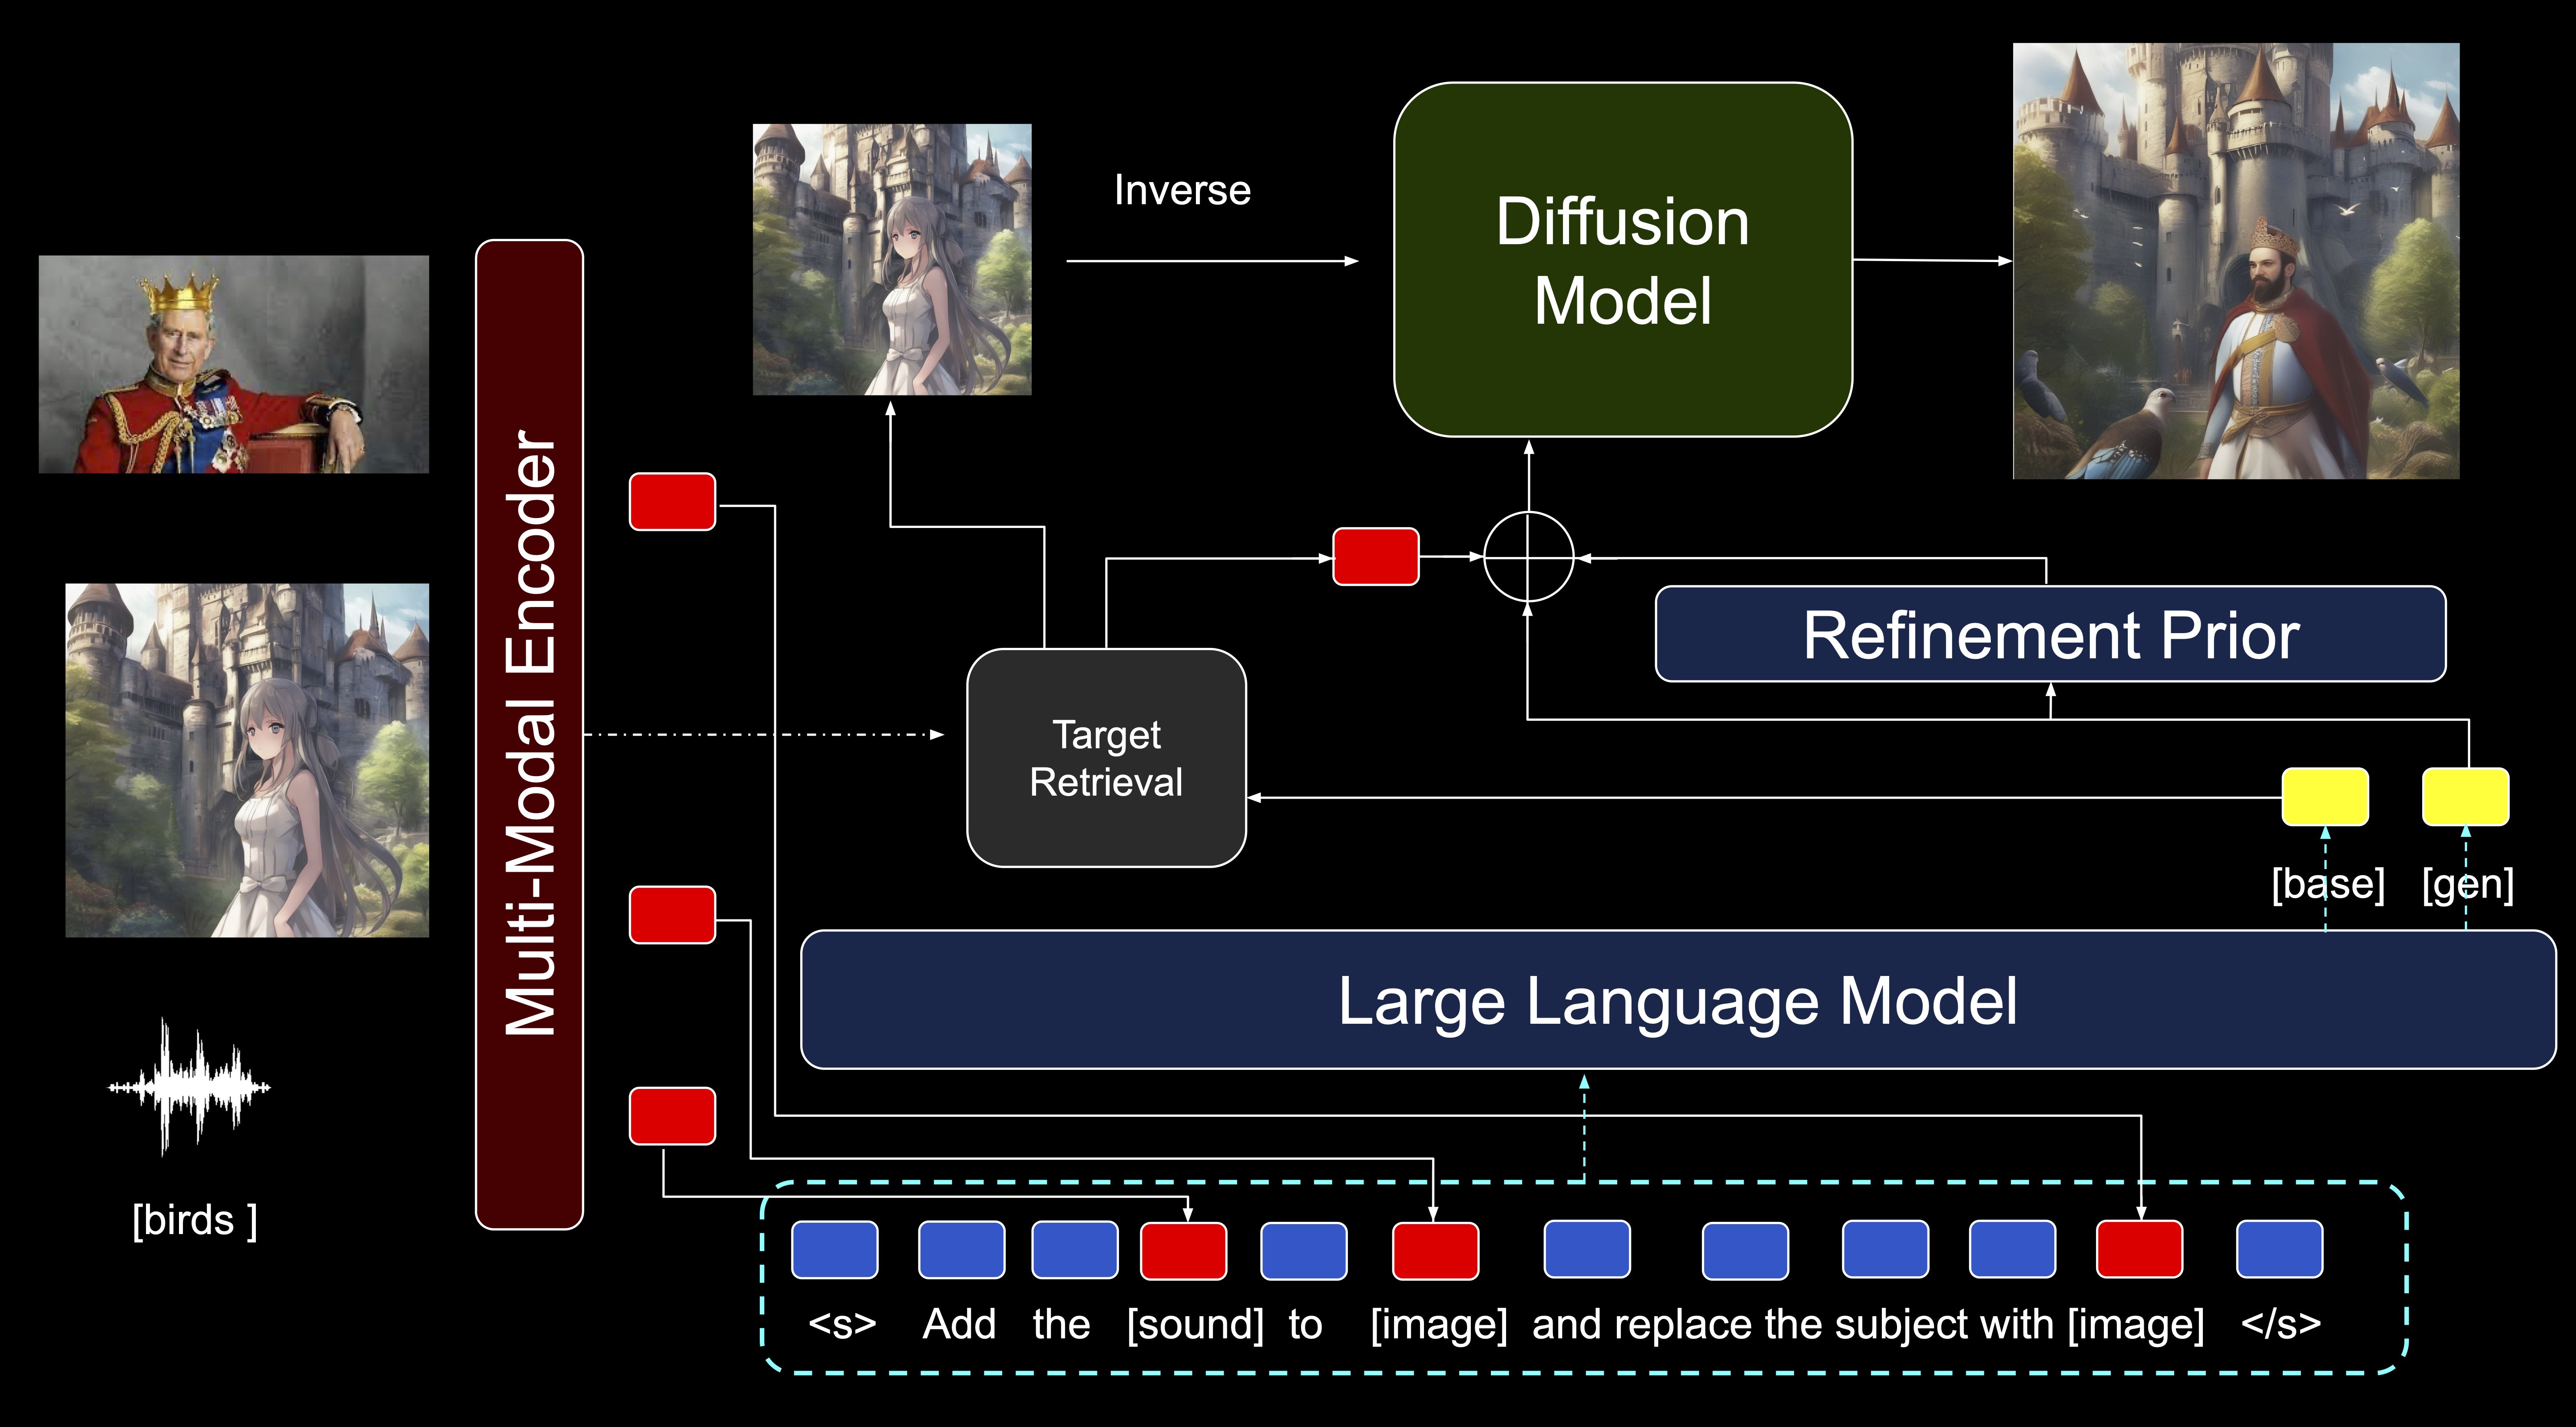 Inverse
Diffusion
Model
Multi-Modal Encoder
Refinement Prior
Target
Retrieval
[base] [gen]
Large Language Model
[birds ]
<s> Add the [sound] to [image] and replace the subject with [image] </s>